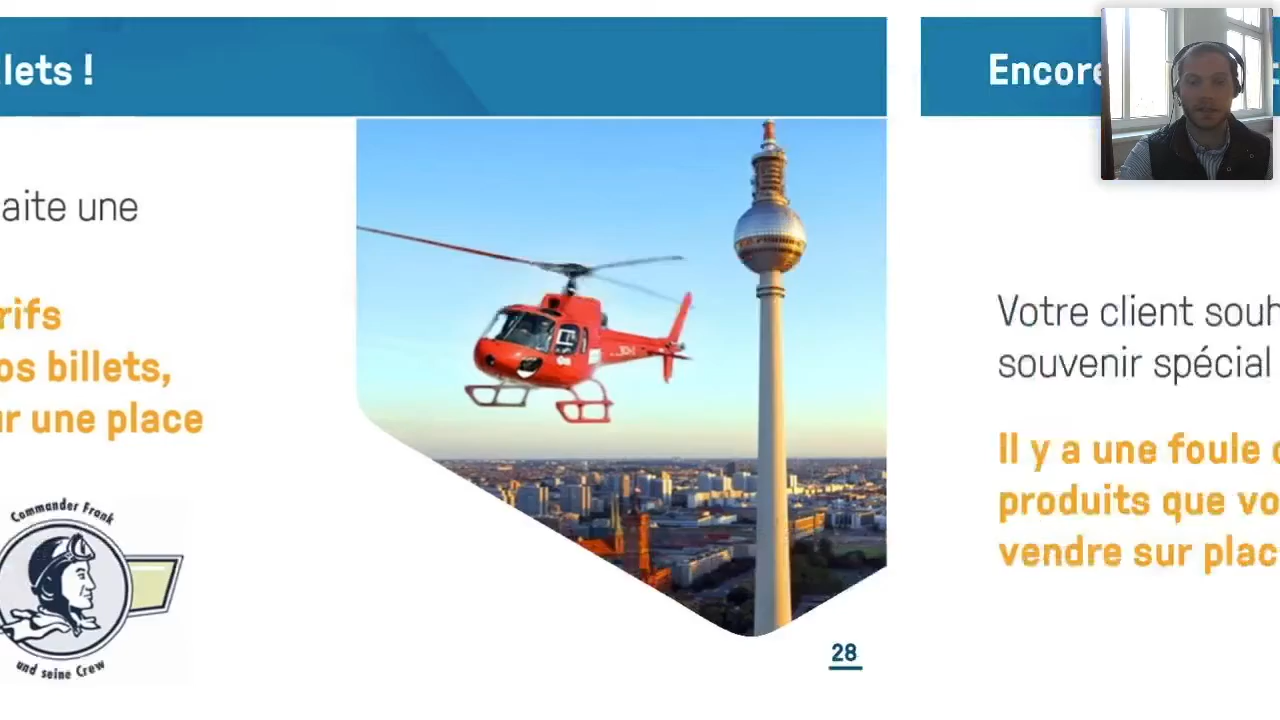 lets !
aite une
rifs
os billets,
ur une place
Commander Frank
und seine Crew
28
Encore
Votre client souh
souvenir spécial
Il y a une foule
produits que vo
vendre sur plac